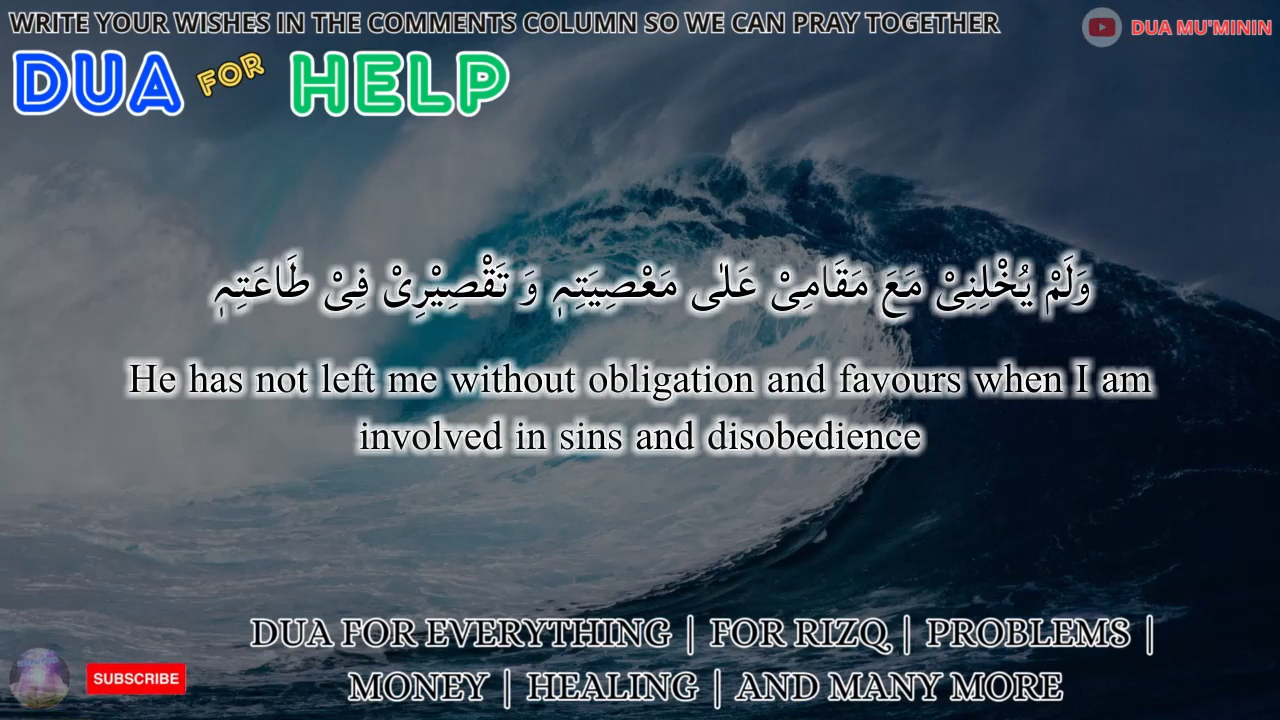 WRITE YOUR WISHES IN THE COMMENTS COLUMN SO WE CAN PRAY TOGETHER
DUA MU'MININ
DUA FOR HELP
وَلَمْ يُخْلِنِیْ مَعَ مَقَامِیْ عَلٰی مَعْصِیَتِہٖ وَ تَقْصِیْرِیْ فِیْ طَاعَتِہٖ
He has not left me without obligation and favours when I am
involved in sins and disobedience
DUA FOR EVERYTHING | FOR RIZQ | PROBLEMS |
MONEY | HEALING | AND MANY MORE
SUBSCRIBE